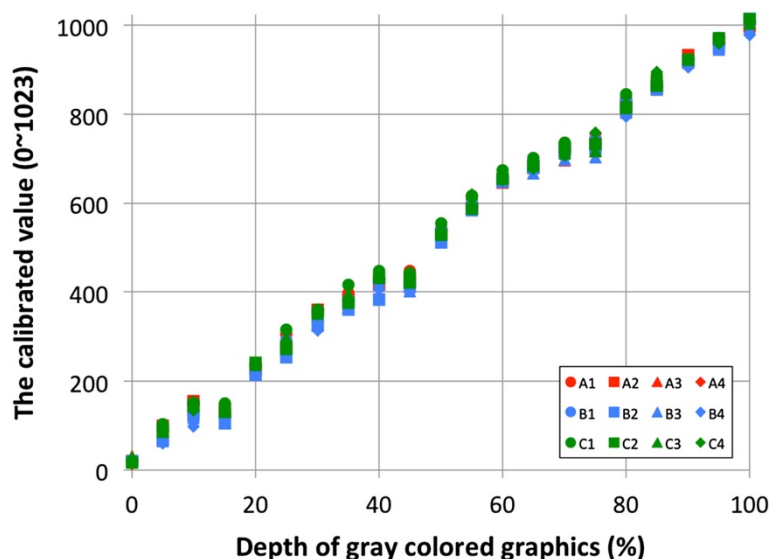 The calibrated value (0~1023)
1000
800
600
400
200
0
A1 A2 A3 A4
B1 B2 B3 B4
C1 C2 C3 C4
0 20 40 60 80 100
Depth of gray colored graphics (%)